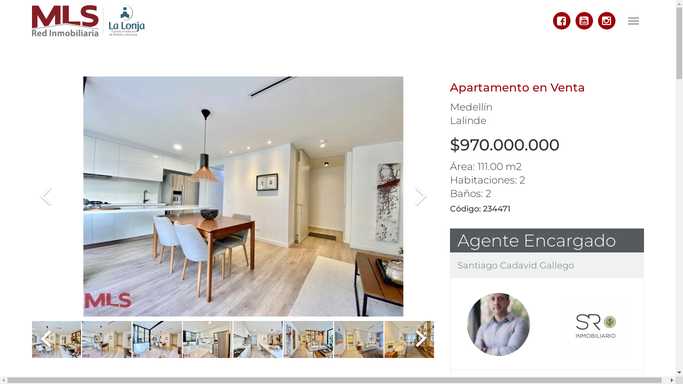 MLS
Red Inmobiliaria
La Lonja
Apartamento en Venta
Medellín
Lalinde
$970.000.000
Área: 111.00 m2
Habitaciones: 2
Baños: 2
Código: 234471
Agente Encargado
Santiago Cadavid Gallego
SR
INMOBILIARIO
MLS